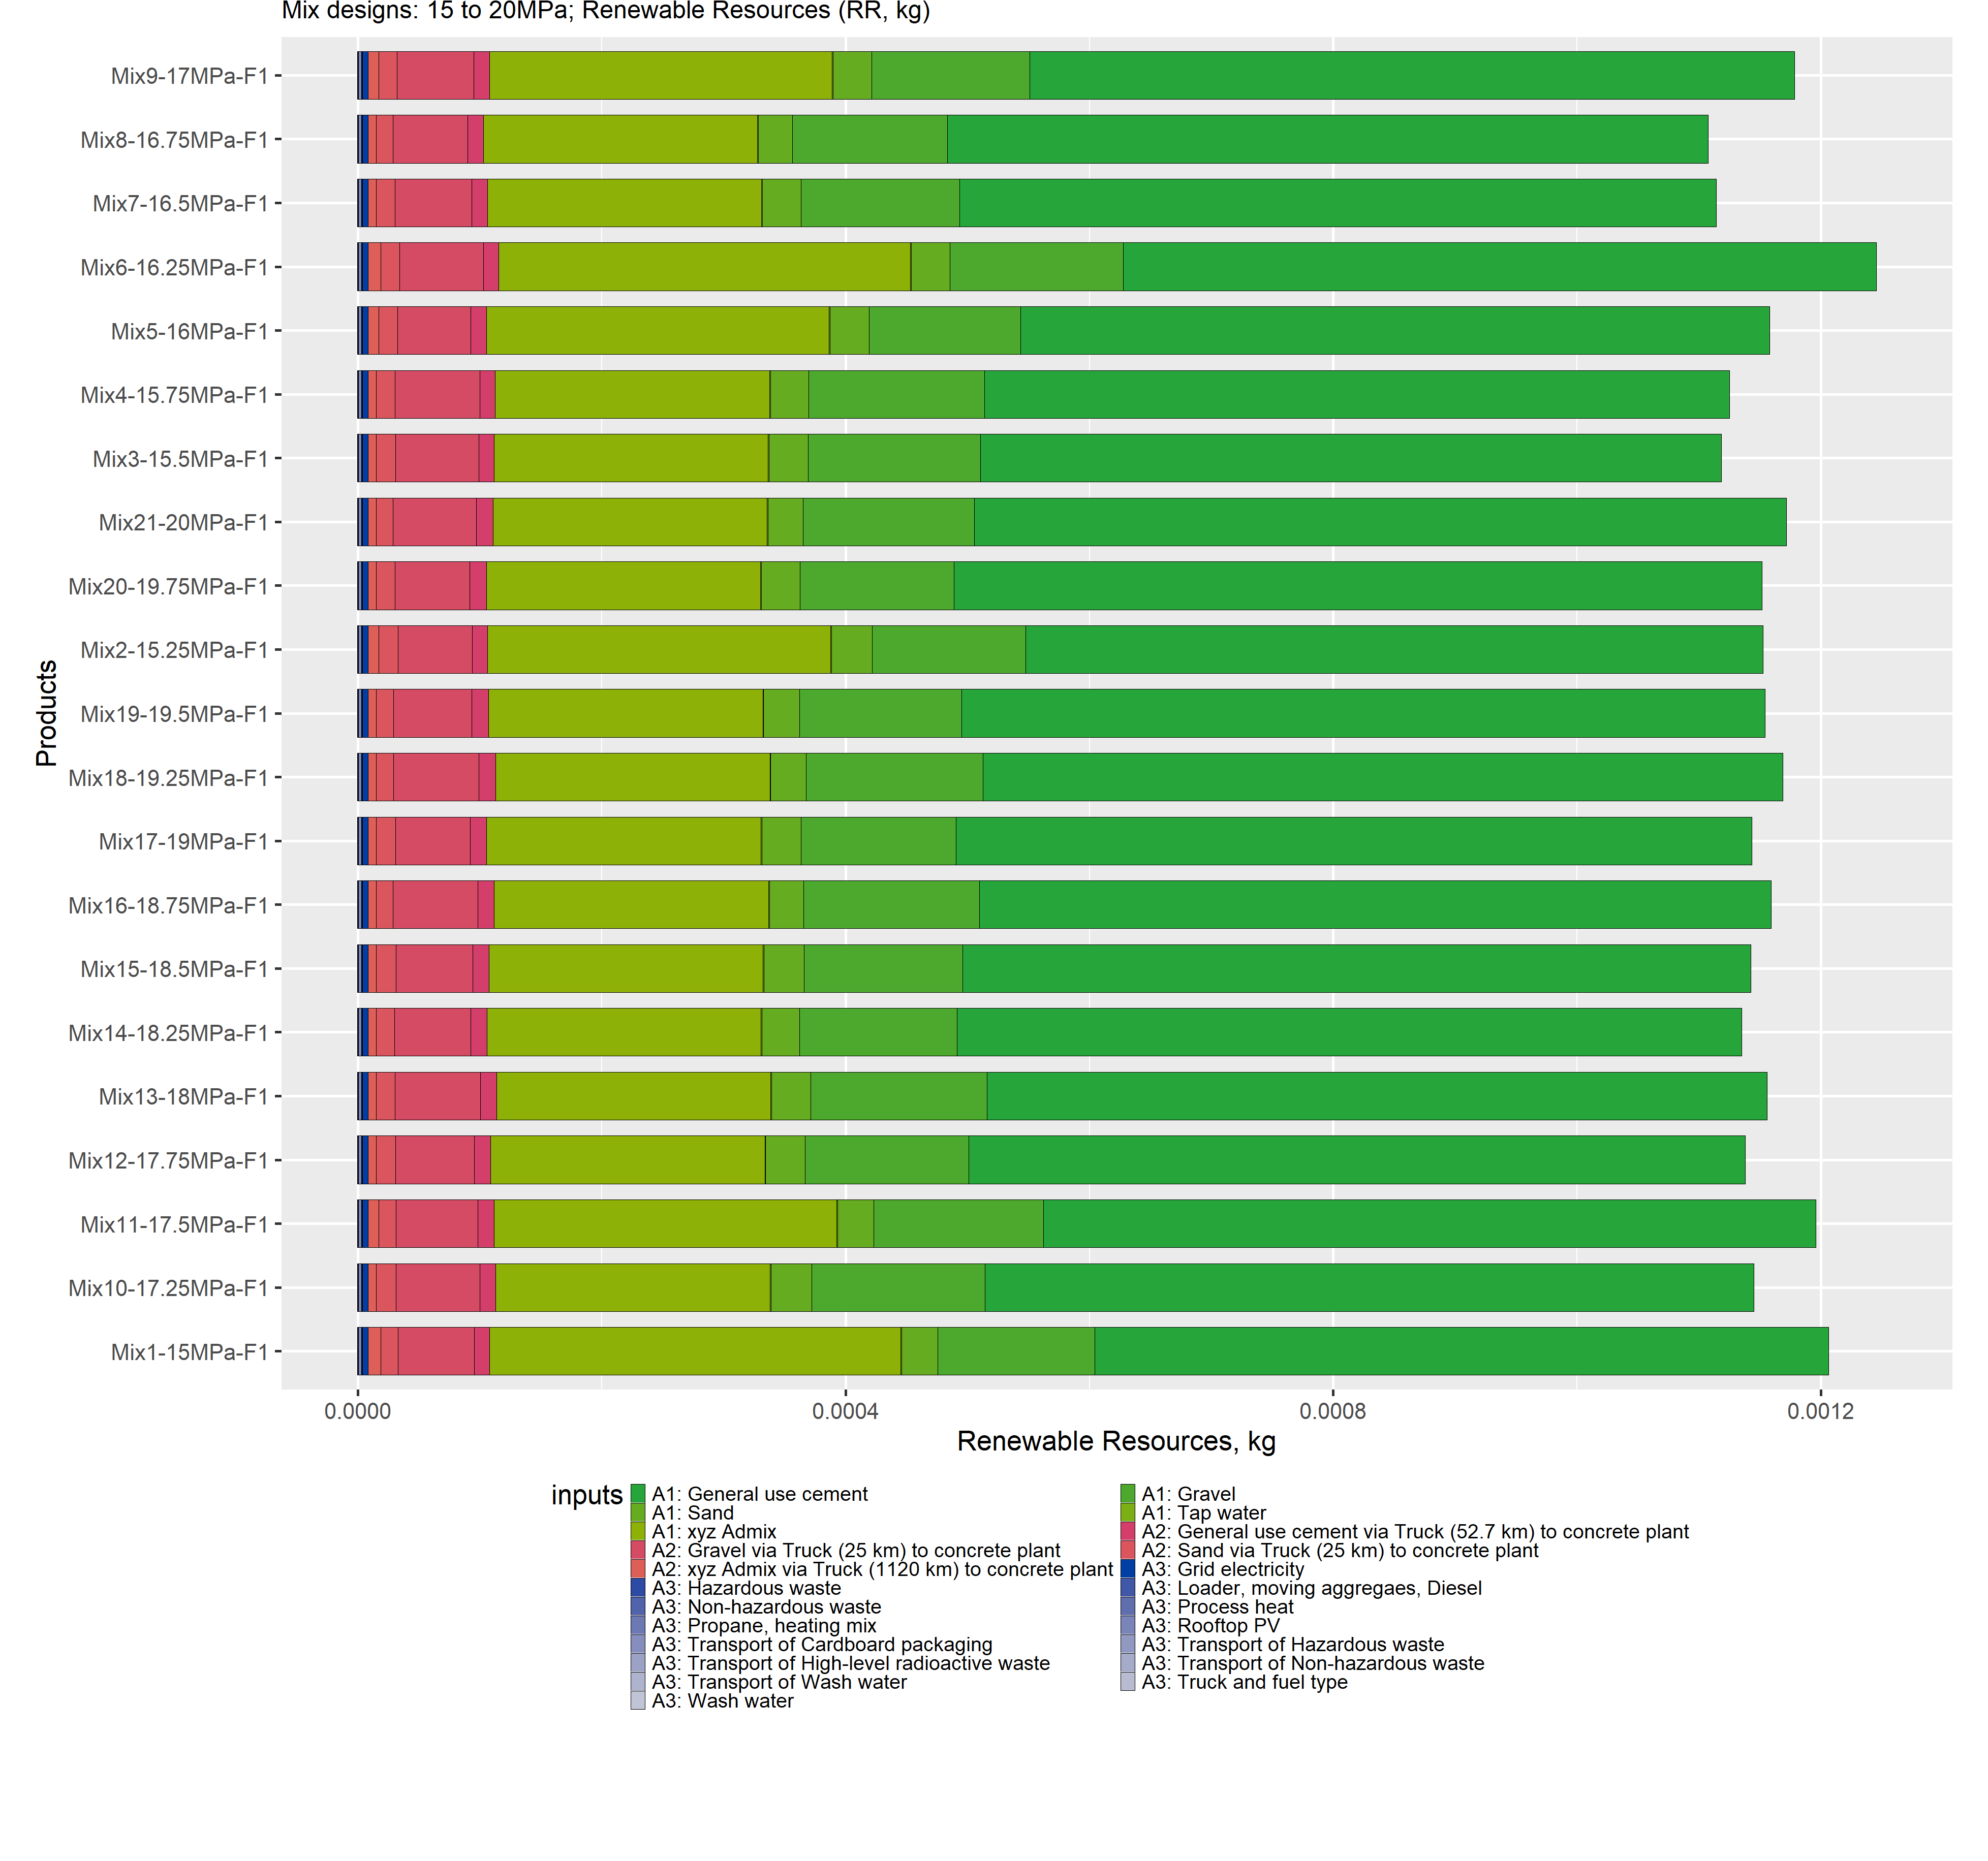 Mix designs: 15 to 20MPa; Renewable Resources (RR, kg)
Mix9-17MPa-F1
Mix8-16.75MPa-F1
Mix7-16.5MPa-F1
Mix6-16.25MPa-F1
Mix5-16MPa-F1
Mix4-15.75MPa-F1
Mix3-15.5MPa-F1
Mix21-20MPa-F1
Mix20-19.75MPa-F1
Mix2-15.25MPa-F1
Mix19-19.5MPa-F1
Mix18-19.25MPa-F1
Mix17-19MPa-F1
Mix16-18.75MPa-F1
Mix15-18.5MPa-F1
Mix14-18.25MPa-F1
Mix13-18MPa-F1
Mix12-17.75MPa-F1
Mix11-17.5MPa-F1
Mix10-17.25MPa-F1
Mix1-15MPa-F1
Products
0.0000 0.0004 0.0008 0.0012
Renewable Resources, kg
inputs
A1: General use cement A1: Gravel
A1: Sand A1: Tap water
A1: xyz Admix A2: General use cement via Truck (52.7 km) to concrete plant
A2: Gravel via Truck (25 km) to concrete plant A2: Sand via Truck (25 km) to concrete plant
A2: xyz Admix via Truck (1120 km) to concrete plant A3: Grid electricity
A3: Hazardous waste A3: Loader, moving aggregaes, Diesel
A3: Non-hazardous waste A3: Process heat
A3: Propane, heating mix A3: Rooftop PV
A3: Transport of Cardboard packaging A3: Transport of Hazardous waste
A3: Transport of High-level radioactive waste A3: Transport of Non-hazardous waste
A3: Transport of Wash water A3: Truck and fuel type
A3: Wash water